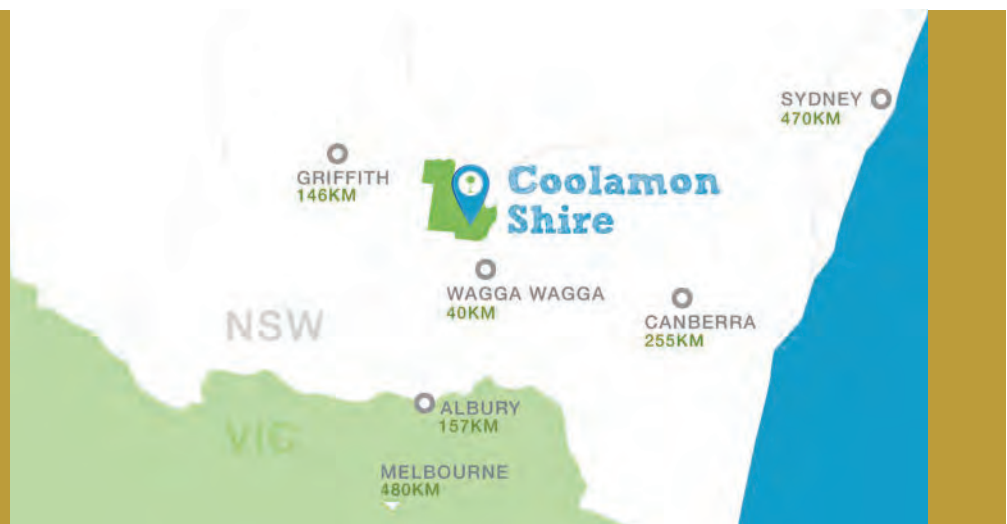 SYDNEY
470KM
GRIFFITH
146KM
Coolamon
Shire
WAGGA WAGGA
40KM
CANBERRA
255KM
NSW
ALBURY
157KM
VIC
MELBOURNE
480KM